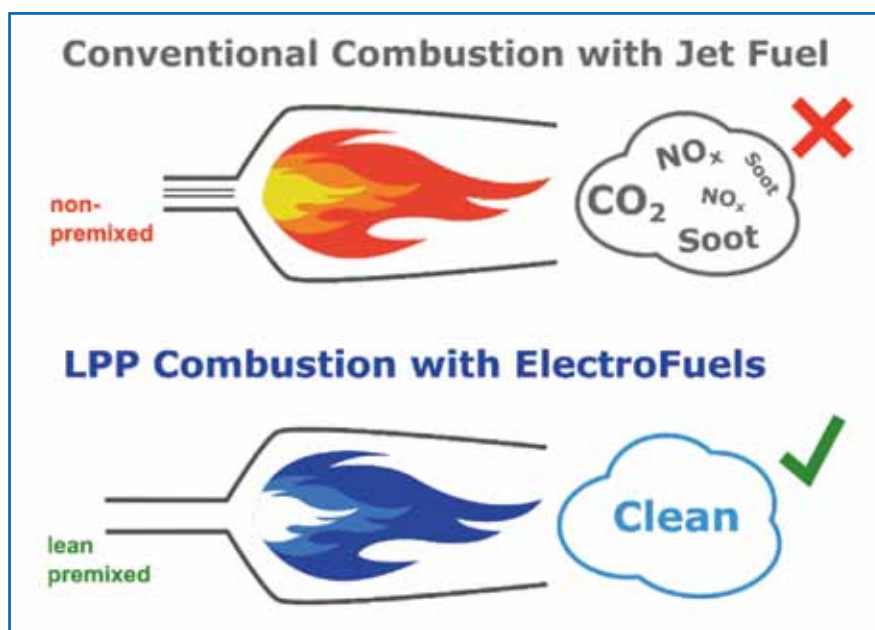 Conventional Combustion with Jet Fuel
non-
premixed
NOₓ
Soot
CO₂
NOₓ
Soot
LPP Combustion with ElectroFuels
lean
premixed
Clean